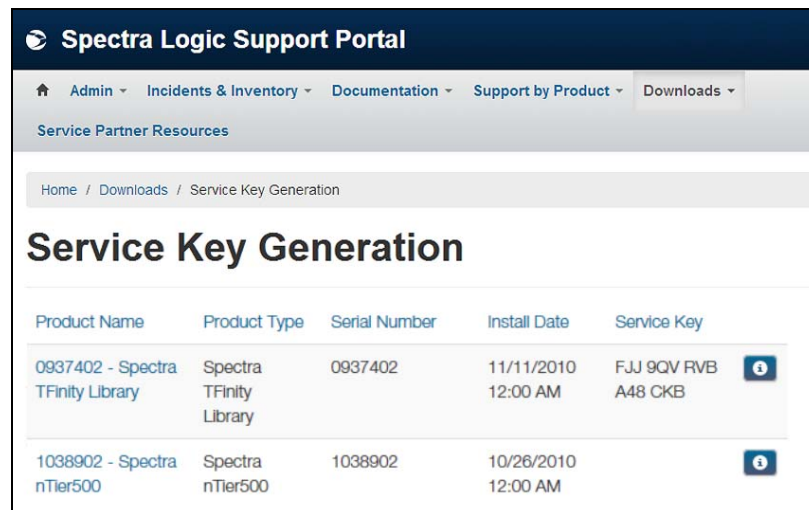 Spectra Logic Support Portal
Admin Incidents & Inventory Documentation Support by Product Downloads
Service Partner Resources
Home / Downloads / Service Key Generation
Service Key Generation
Product Name Product Type Serial Number Install Date Service Key
0937402 - Spectra Spectra 0937402 11/11/2010 FJJ 9QV RVB
TFinity Library TFinity 12:00 AM A48 CKB
Library
1038902 - Spectra Spectra 1038902 10/26/2010
nTier500 nTier500 12:00 AM